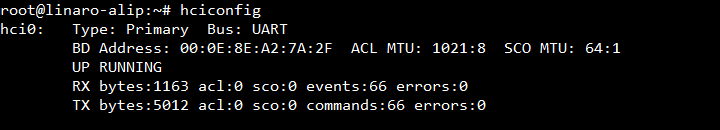 root@linaro-alip:~# hciconfig
hci0:   Type: Primary  Bus: UART
        BD Address: 00:0E:8E:A2:7A:2F  ACL MTU: 1021:8  SCO MTU: 64:1
        UP RUNNING
        RX bytes:1163 acl:0 sco:0 events:66 errors:0
        TX bytes:5012 acl:0 sco:0 commands:66 errors:0